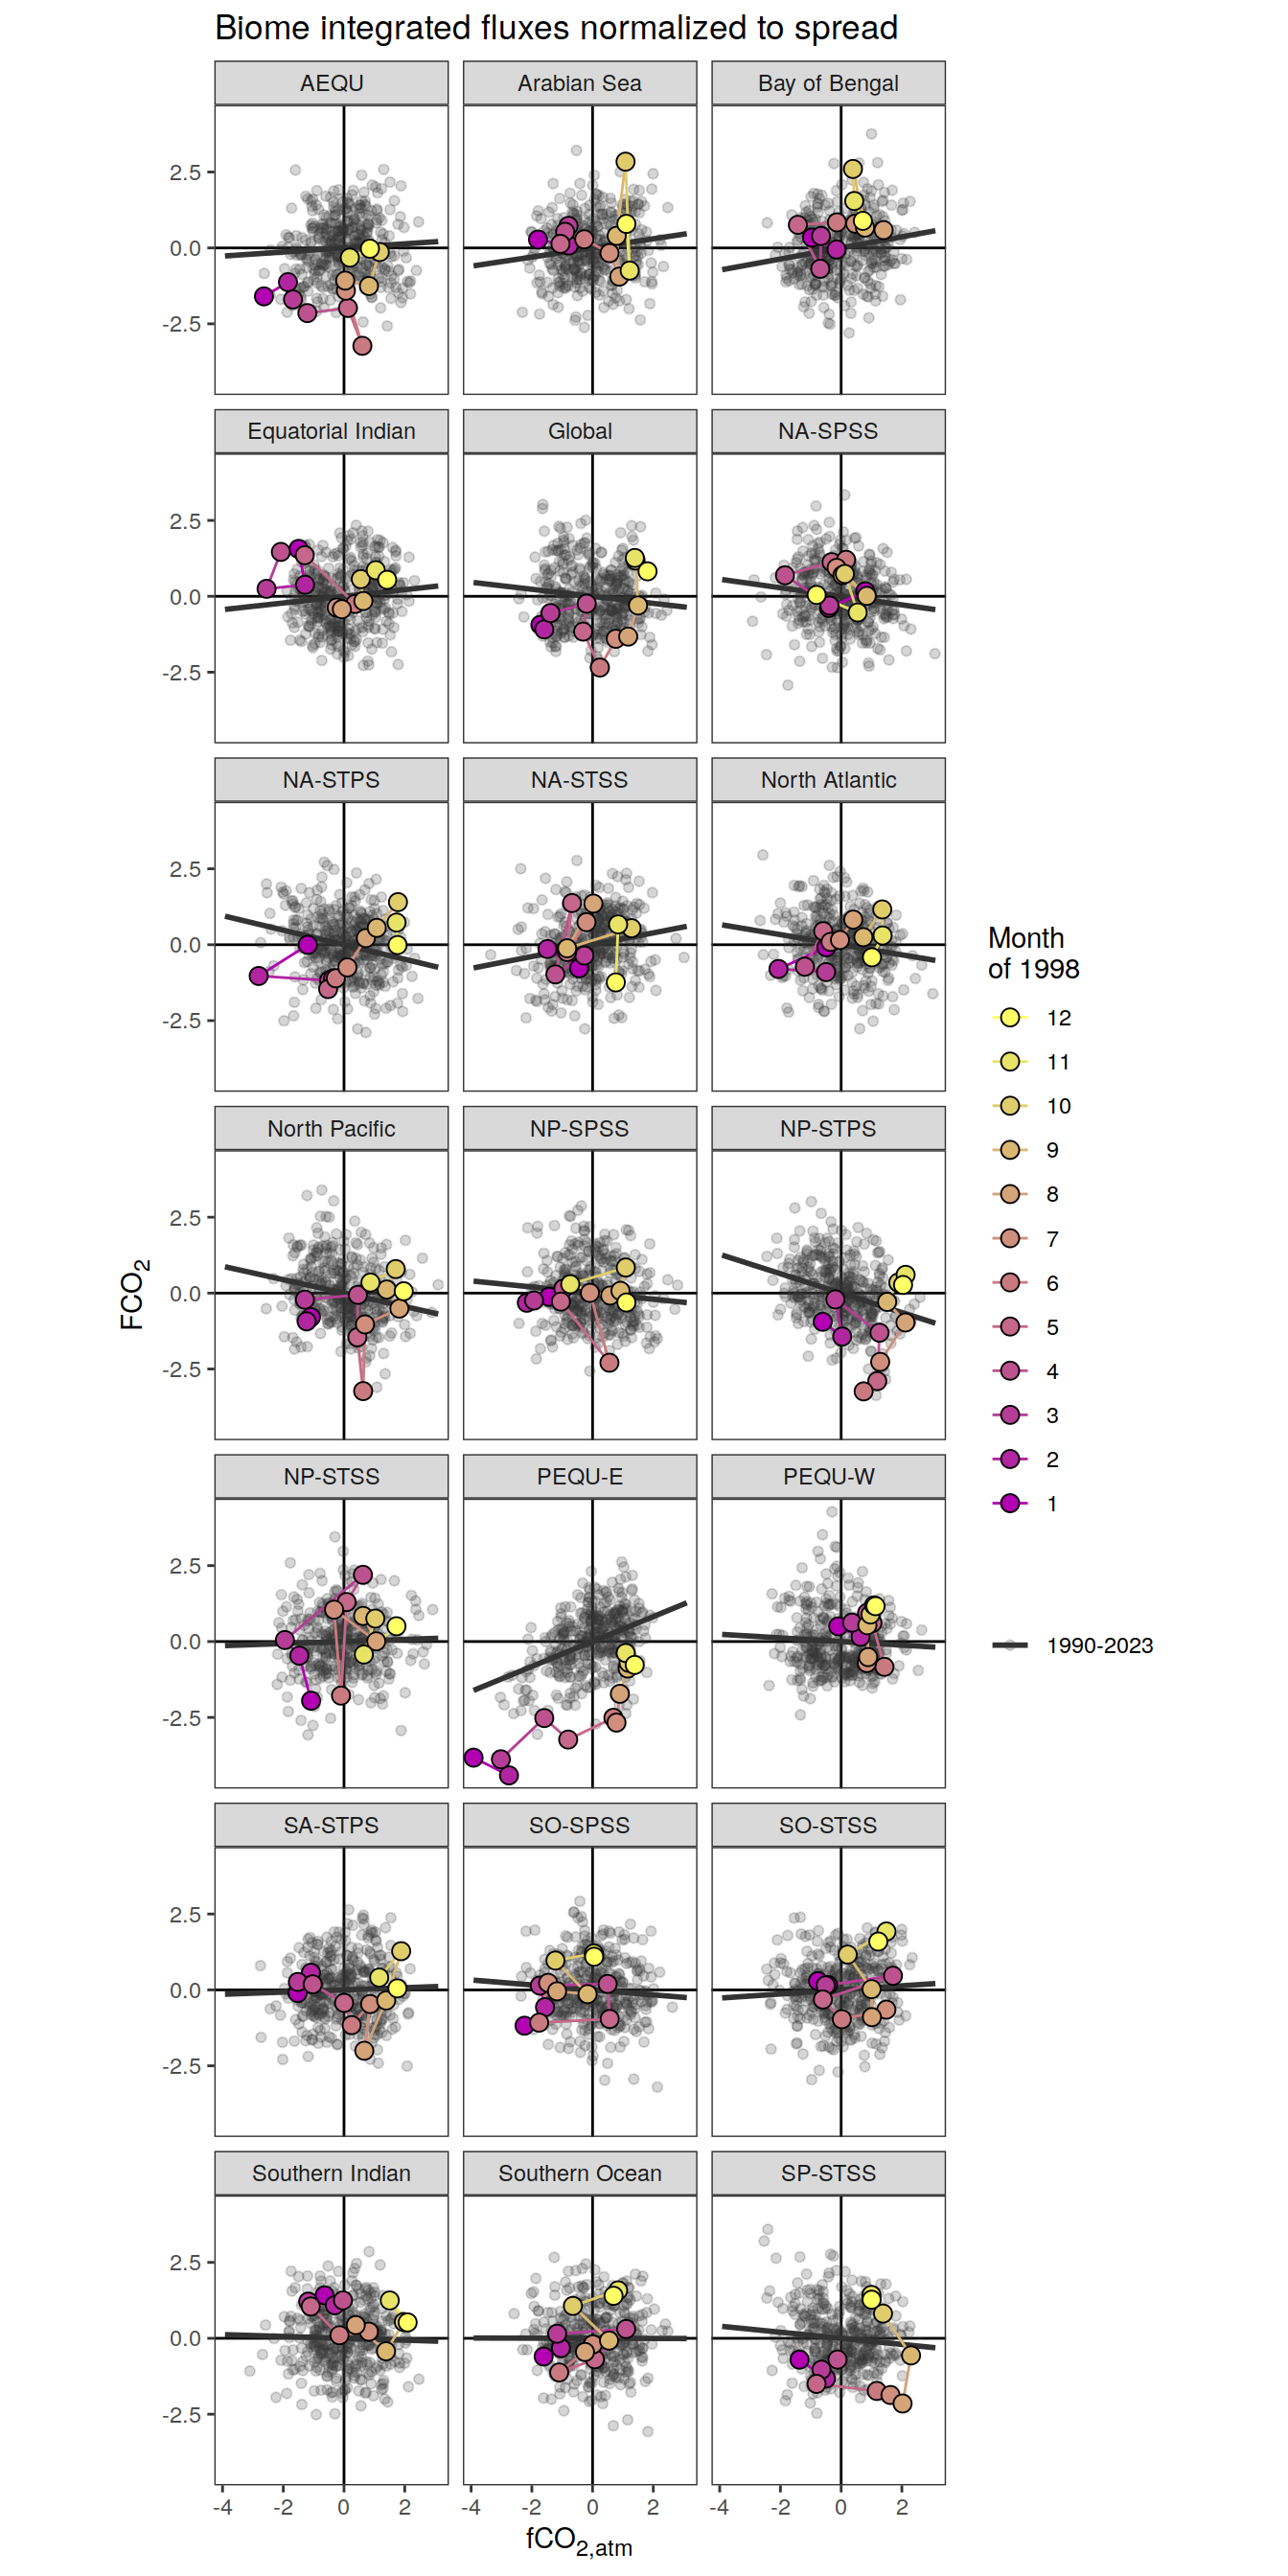 Biome integrated fluxes normalized to spread
AEQU
Arabian Sea
Bay of Bengal
2.5
0.0
-2.5
Equatorial Indian
Global
NA-SPSS
2.5
0.0
-2.5
NA-STPS
NA-STSS
North Atlantic
2.5
0.0
-2.5
North Pacific
NP-SPSS
NP-STPS
2.5
0.0
-2.5
NP-STSS
PEQU-E
PEQU-W
2.5
0.0
-2.5
SA-STPS
SO-SPSS
SO-STSS
2.5
0.0
-2.5
Southern Indian
Southern Ocean
SP-STSS
2.5
0.0
-2.5
-4 -2 0 2
-4 -2 0 2
-4 -2 0 2
fCO2,atm
FCO2
Month
of 1998
12
11
10
9
8
7
6
5
4
3
2
1
1990-2023